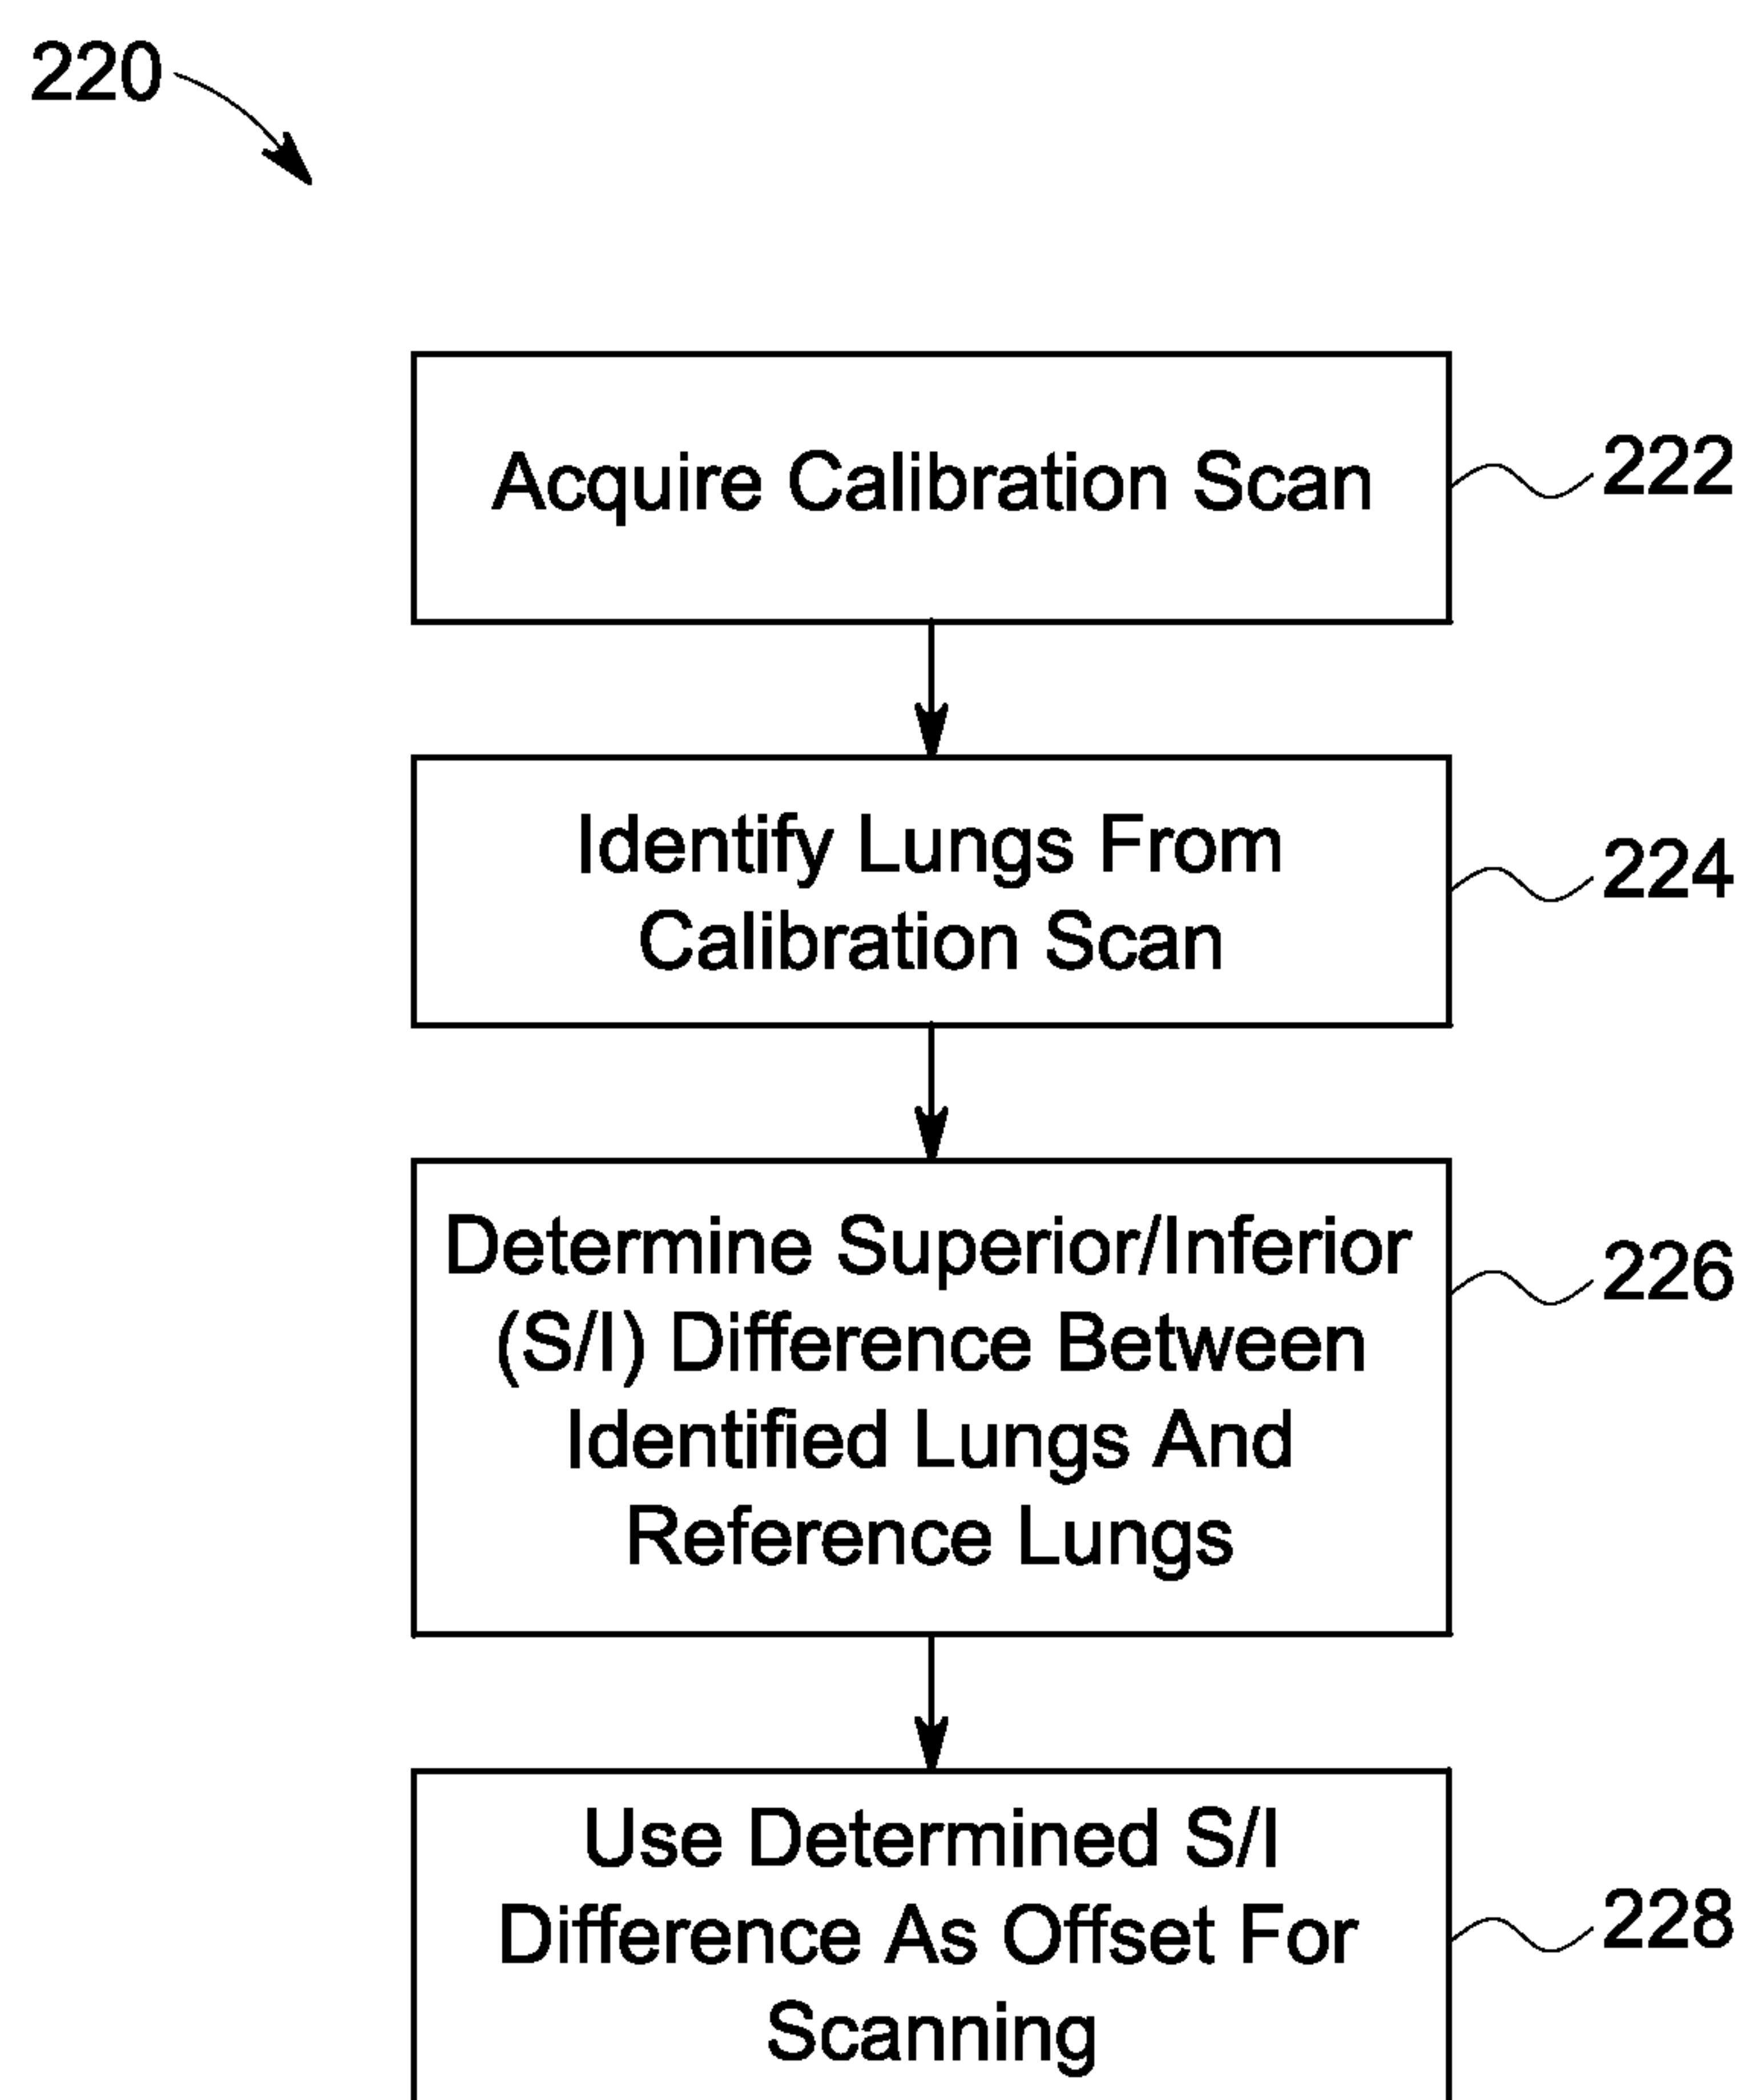 220
Acquire Calibration Scan
222
Identify Lungs From
Calibration Scan
224
Determine Superior/Inferior
(S/I) Difference Between
Identified Lungs And
Reference Lungs
226
Use Determined S/I
Difference As Offset For
Scanning
228